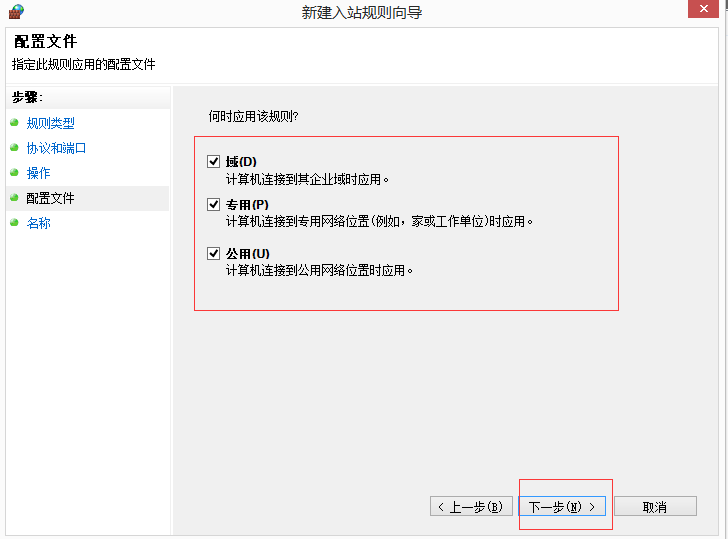 新建入站规则向导
配置文件
指定此规则应用的配置文件
步骤:
规则类型
协议和端口
操作
配置文件
名称
何时应用该规则?
域(D)
计算机连接到其企业域时应用。
专用(P)
计算机连接到专用网络位置(例如，家或工作单位)时应用。
公用(U)
计算机连接到公用网络位置时应用。
< 上一步(B) 下一步(N) > 取消